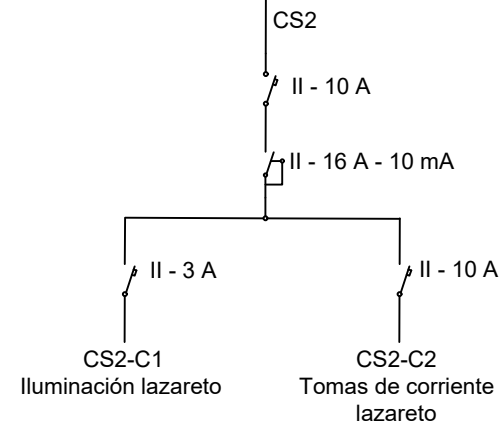 CS2
II - 10 A
II - 16 A - 10 mA
II - 3 A
II - 10 A
CS2-C1
Iluminación lazareto
CS2-C2
Tomas de corriente
lazareto